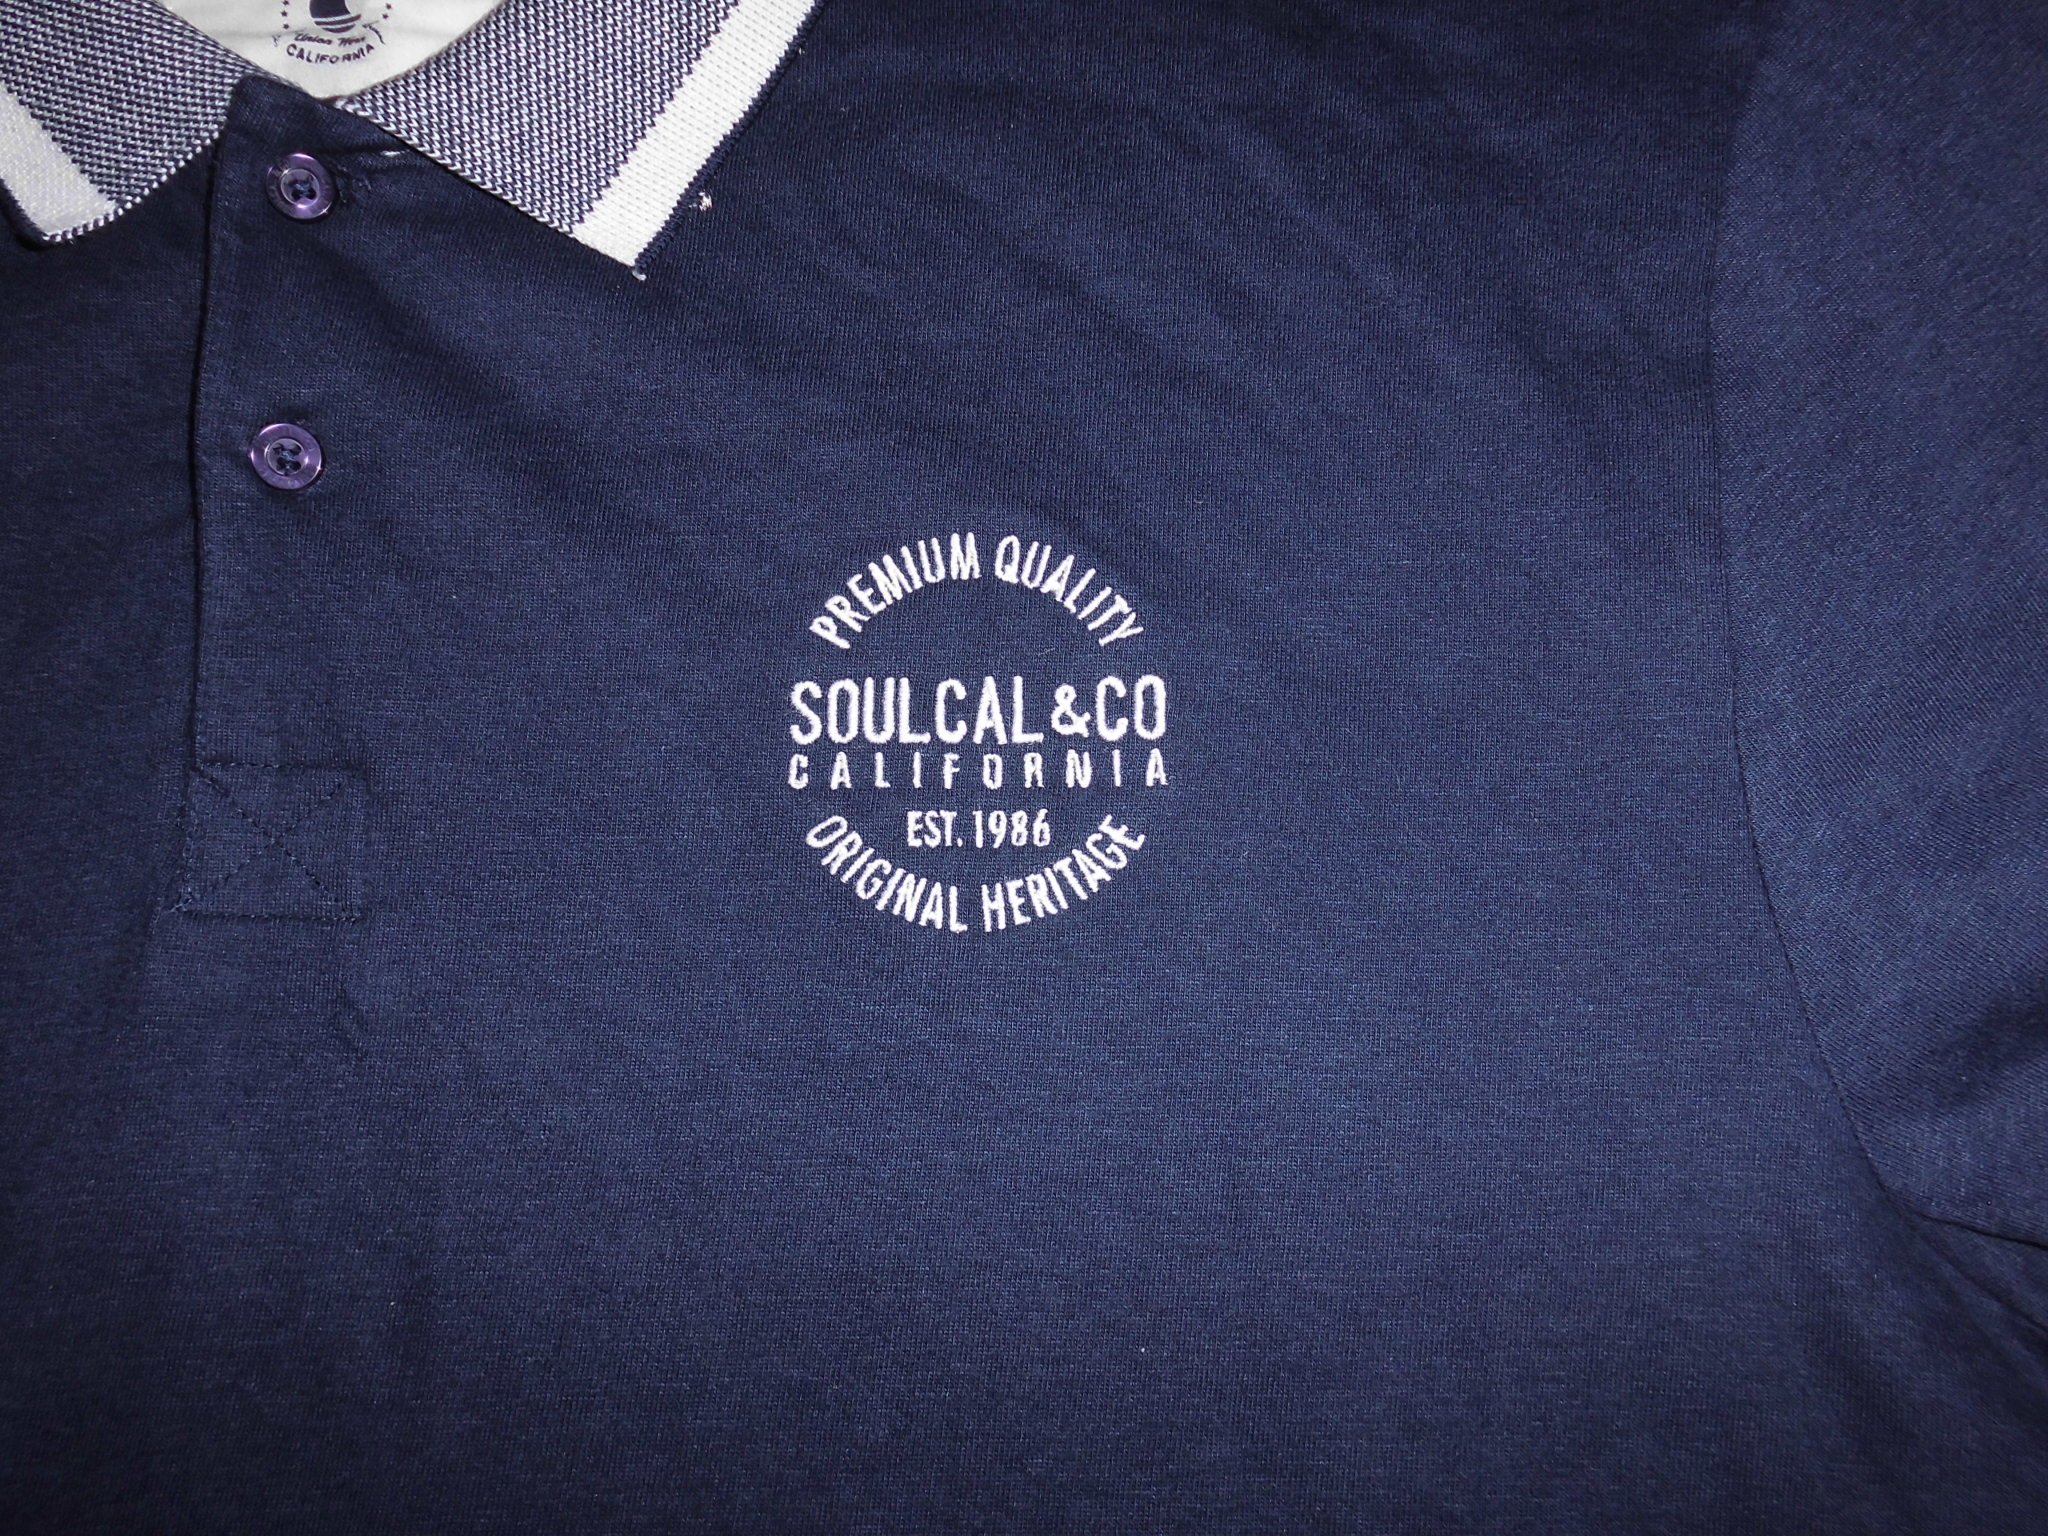 CALIFORNIA
PREMIUM QUALITY
SOULCAL&CO
CALIFORNIA
EST. 1986
ORIGINAL HERITAGE